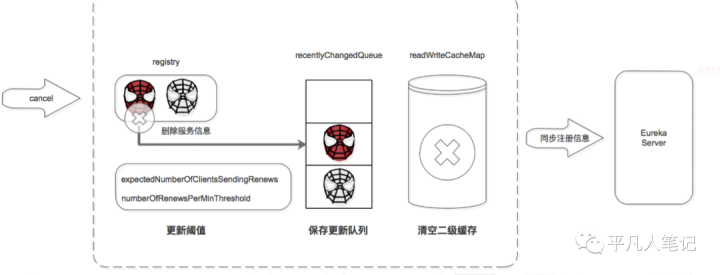 registry
recentlyChangedQueue
readWriteCacheMap
cancel
删除服务信息
同步注册信息
Eureka
Server
expectedNumberOfClientsSendingRenews
numberOfRenewsPerMinThreshold
更新阈值
保存更新队列
清空二级缓存
平凡人笔记